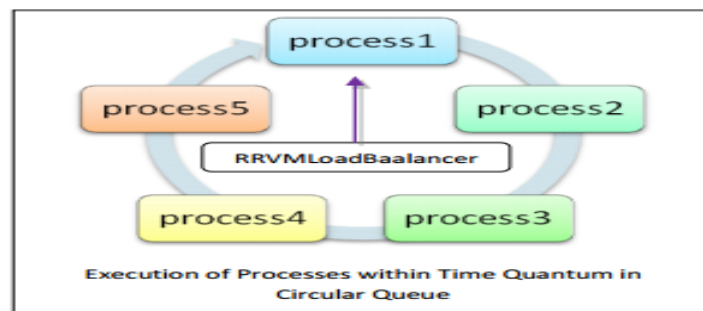 process1
process5
process2
RRVMLoadBaalancer
process4
process3
Execution of Processes within Time Quantum in
Circular Queue